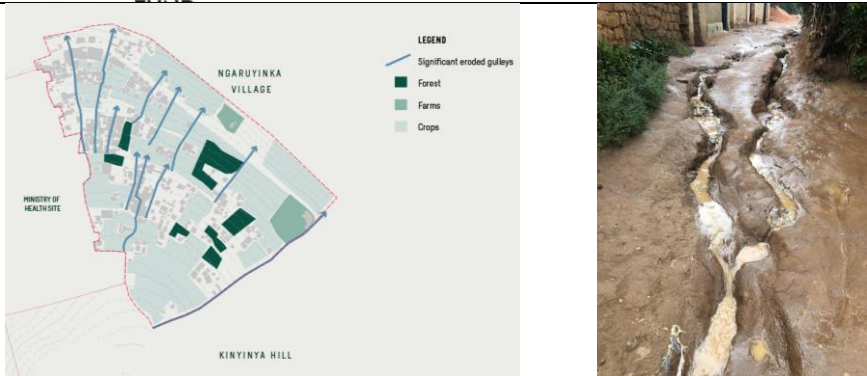 LEGEND
Significant eroded gulleys
Forest
Farms
Crops
NGARUYINKA
VILLAGE
MINISTRY OF
HEALTH SITE
KINYINYA HILL